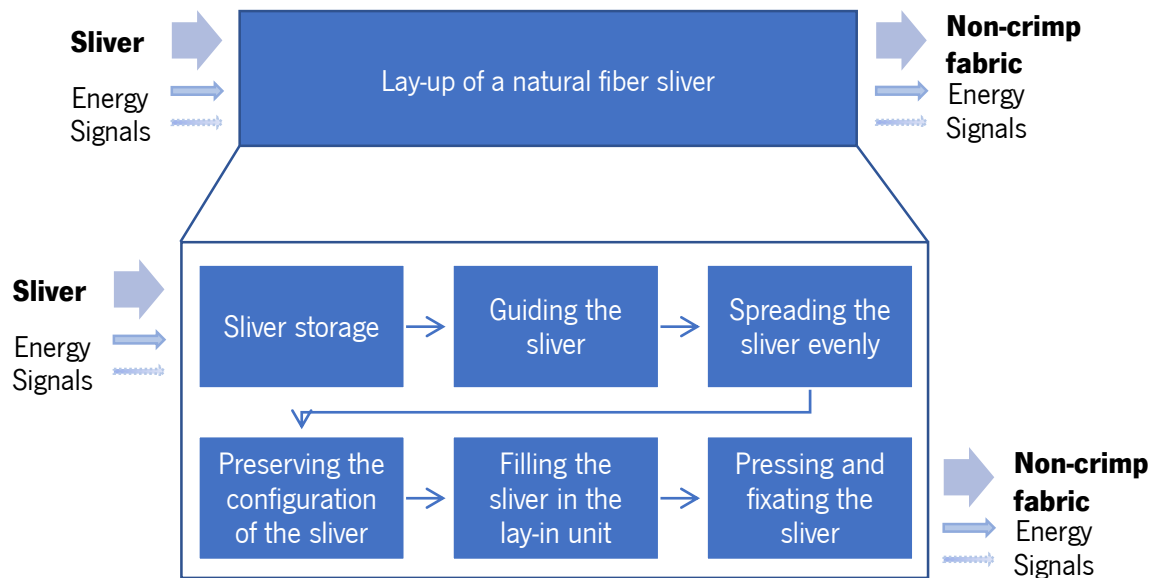 Sliver
Energy
Signals
Lay-up of a natural fiber sliver
Non-crimp
fabric
Energy
Signals
Sliver
Energy
Signals
Sliver storage
Guiding the
sliver
Spreading the
sliver evenly
Preserving the
configuration
of the sliver
Filling the
sliver in the
lay-in unit
Pressing and
fixating the
sliver
Non-crimp
fabric
Energy
Signals